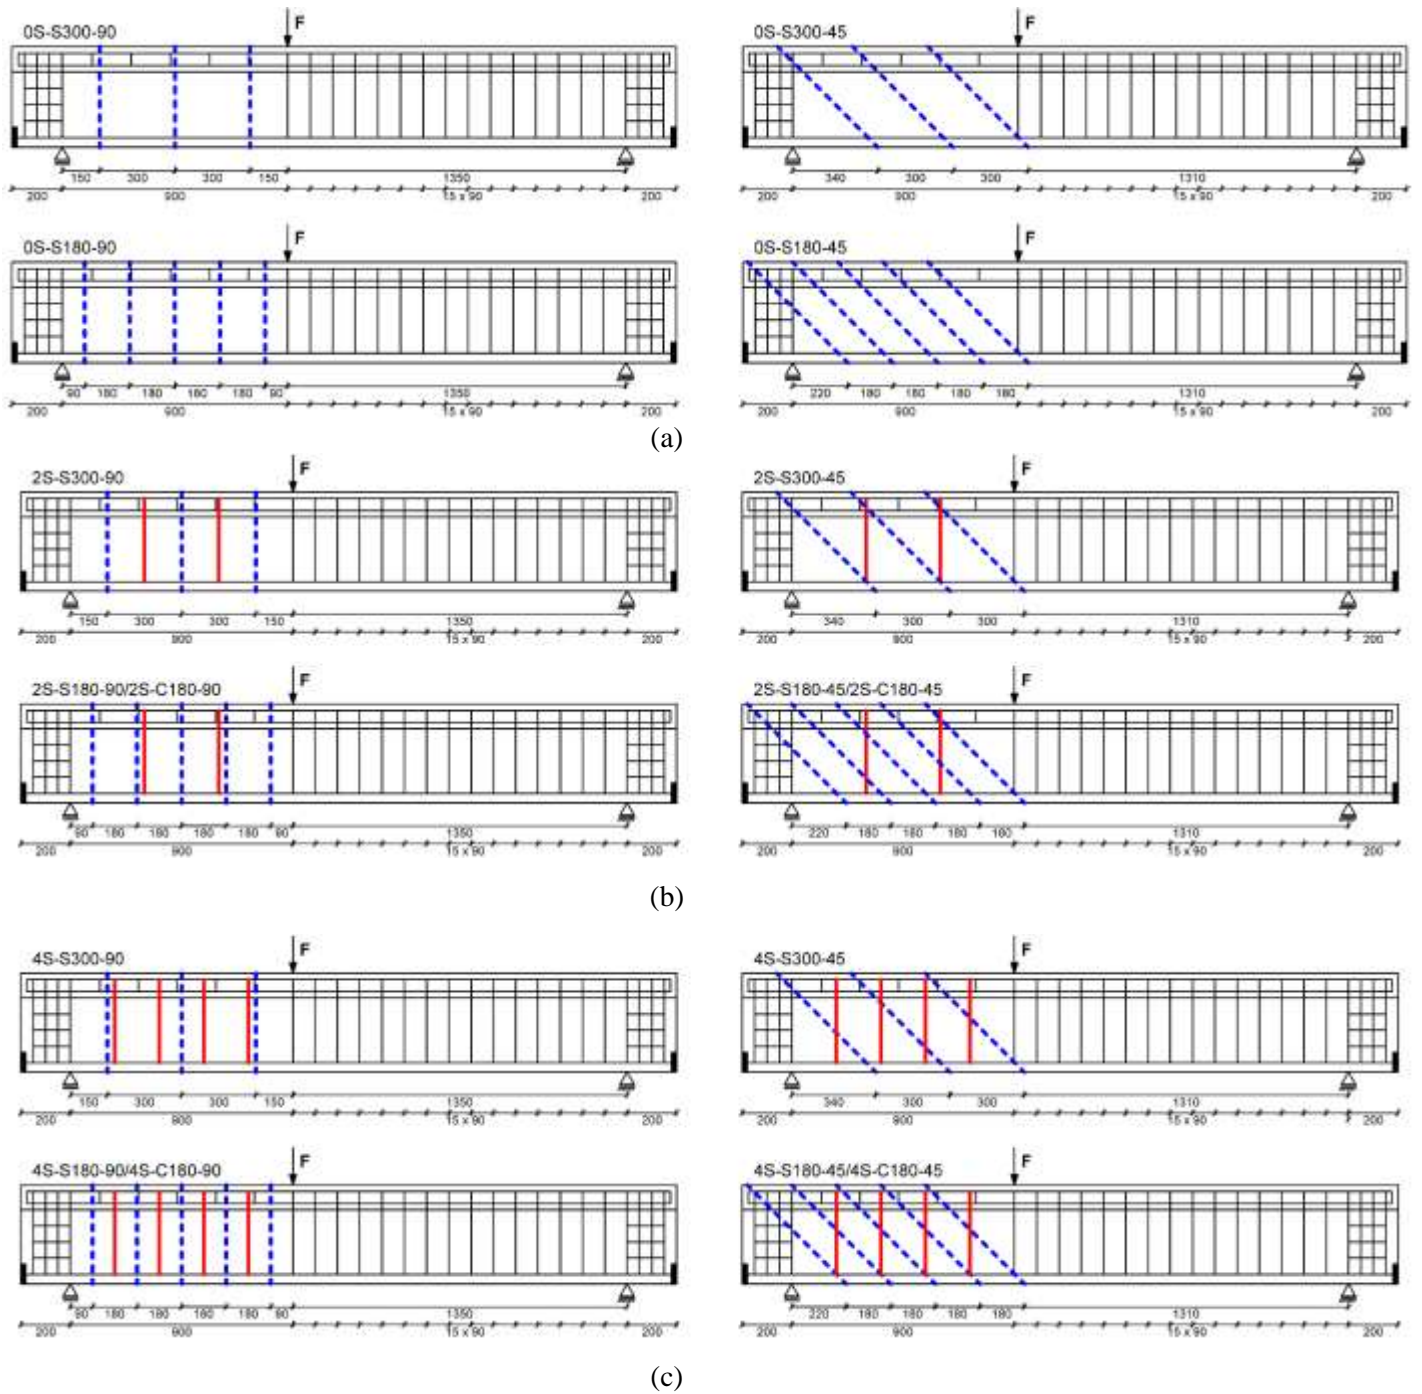 0S-S300-90
F
150 300 300 150 1350
200 900 15 x 90 200
0S-S300-45
F
340 300 300 1310
200 900 15 x 90 200
0S-S180-90
F
90 180 180 180 180 90 1350
200 900 15 x 90 200
0S-S180-45
F
220 180 180 180 180 1310
200 900 15 x 90 200
(a)
2S-S300-90
F
150 300 300 150 1350
200 900 15 x 90 200
2S-S300-45
F
340 300 300 1310
200 900 15 x 90 200
2S-S180-90/2S-C180-90
F
90 180 180 180 180 90 1350
200 900 15 x 90 200
2S-S180-45/2S-C180-45
F
220 180 180 180 180 1310
200 900 15 x 90 200
(b)
4S-S300-90
F
150 300 300 150 1350
200 900 15 x 90 200
4S-S300-45
F
340 300 300 1310
200 900 15 x 90 200
4S-S180-90/4S-C180-90
F
90 180 180 180 180 90 1350
200 900 15 x 90 200
4S-S180-45/4S-C180-45
F
220 180 180 180 180 1310
200 900 15 x 90 200
(c)